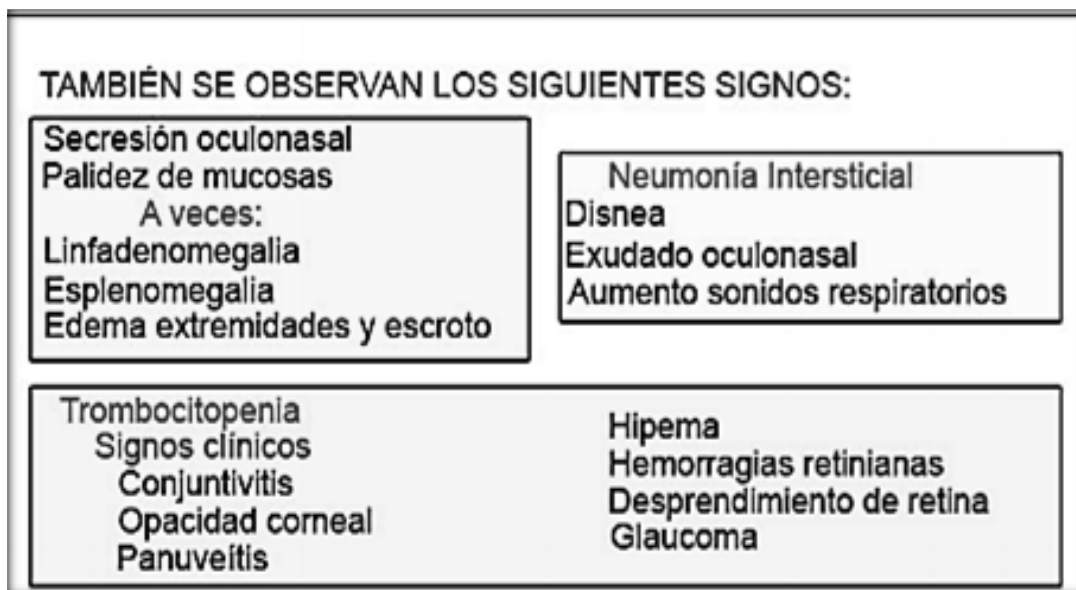 TAMBIÉN SE OBSERVAN LOS SIGUIENTES SIGNOS:
Secresión oculonasal
Palidez de mucosas
A veces:
Linfadenomegalia
Esplenomegalia
Edema extremidades y escroto
Neumonía Intersticial
Disnea
Exudado oculonasal
Aumento sonidos respiratorios
Trombocitopenia
Signos clínicos
Conjuntivitis
Opacidad corneal
Panuveítis
Hipema
Hemorragias retinianas
Desprendimiento de retina
Glaucoma